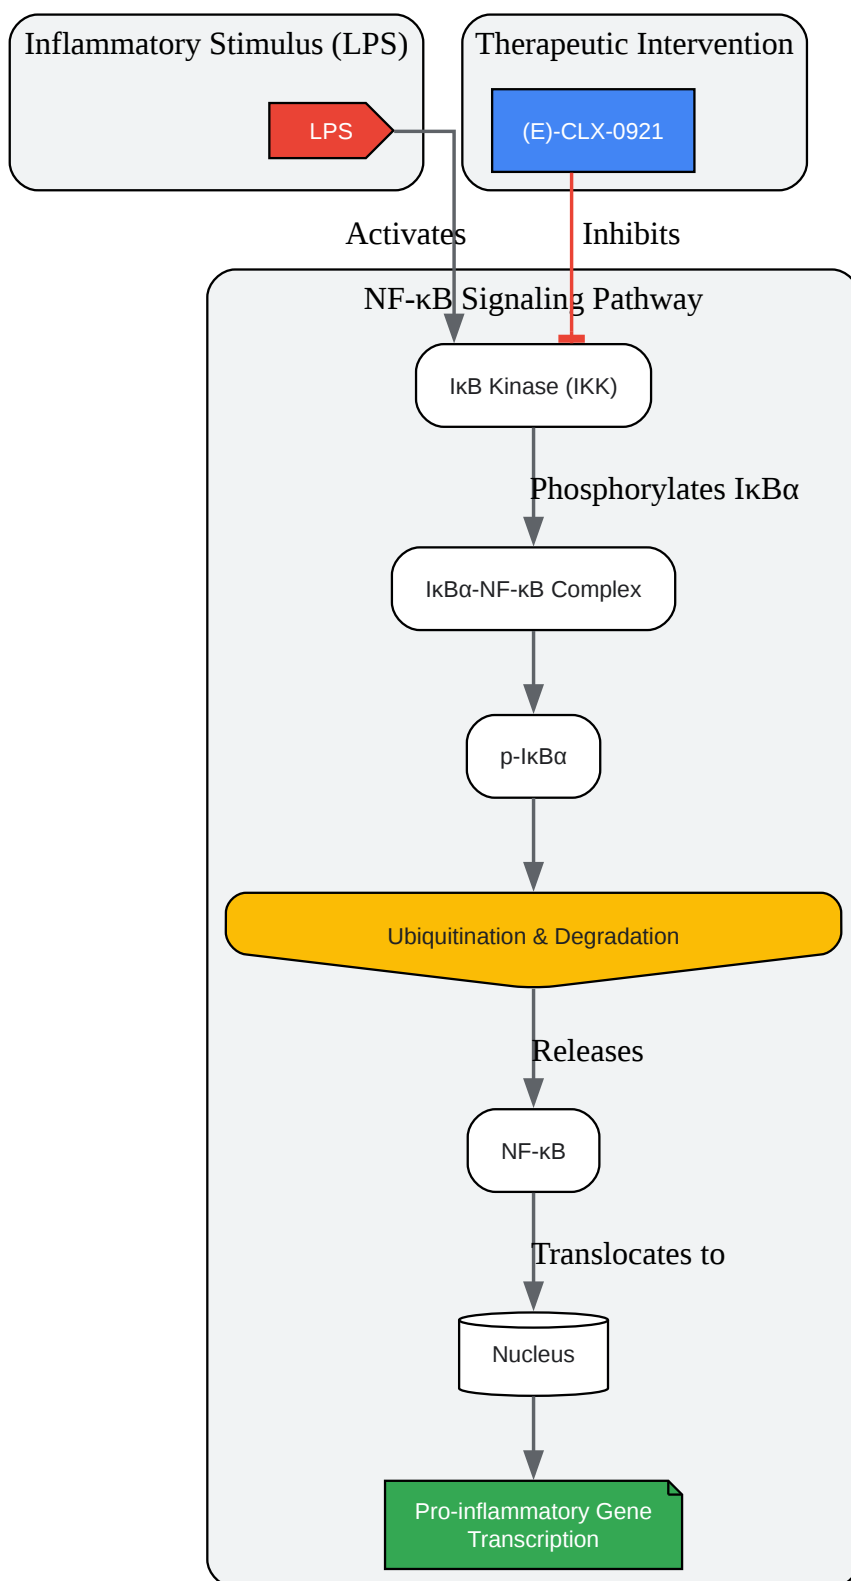 Inflammatory Stimulus (LPS)
Therapeutic Intervention
LPS
(E)-CLX-0921
Activates
Inhibits
NF-κB Signaling Pathway
IκB Kinase (IKK)
Phosphorylates IκBα
IκBα-NF-κB Complex
p-IκBα
Ubiquitination & Degradation
Releases
NF-κB
Translocates to
Nucleus
Pro-inflammatory Gene
Transcription